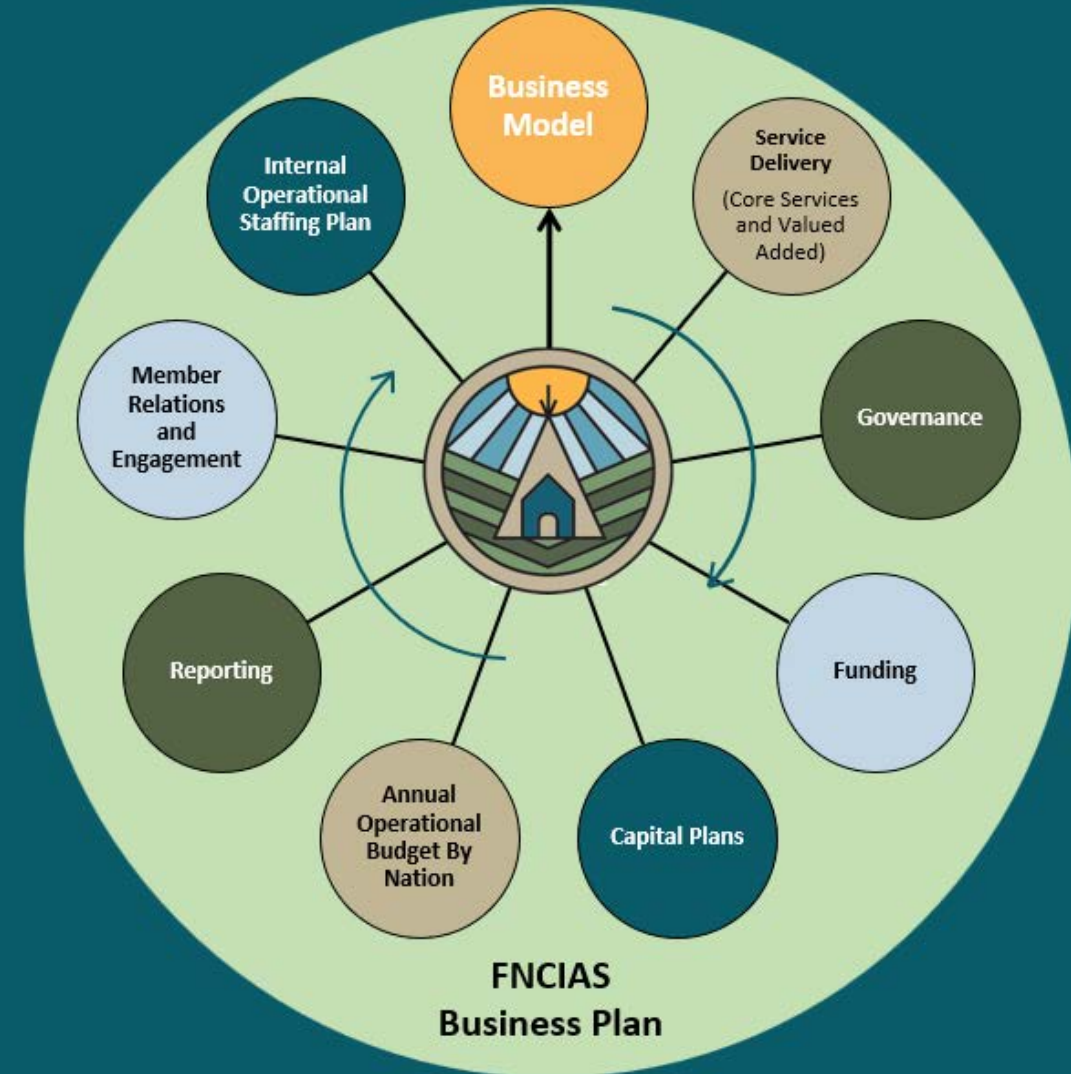 Business
Model
Service
Delivery
(Core Services
and Valued
Added)
Governance
Funding
Capital Plans
Annual
Operational
Budget By
Nation
Reporting
Member
Relations
and
Engagement
Internal
Operational
Staffing Plan
FNCIAS
Business Plan